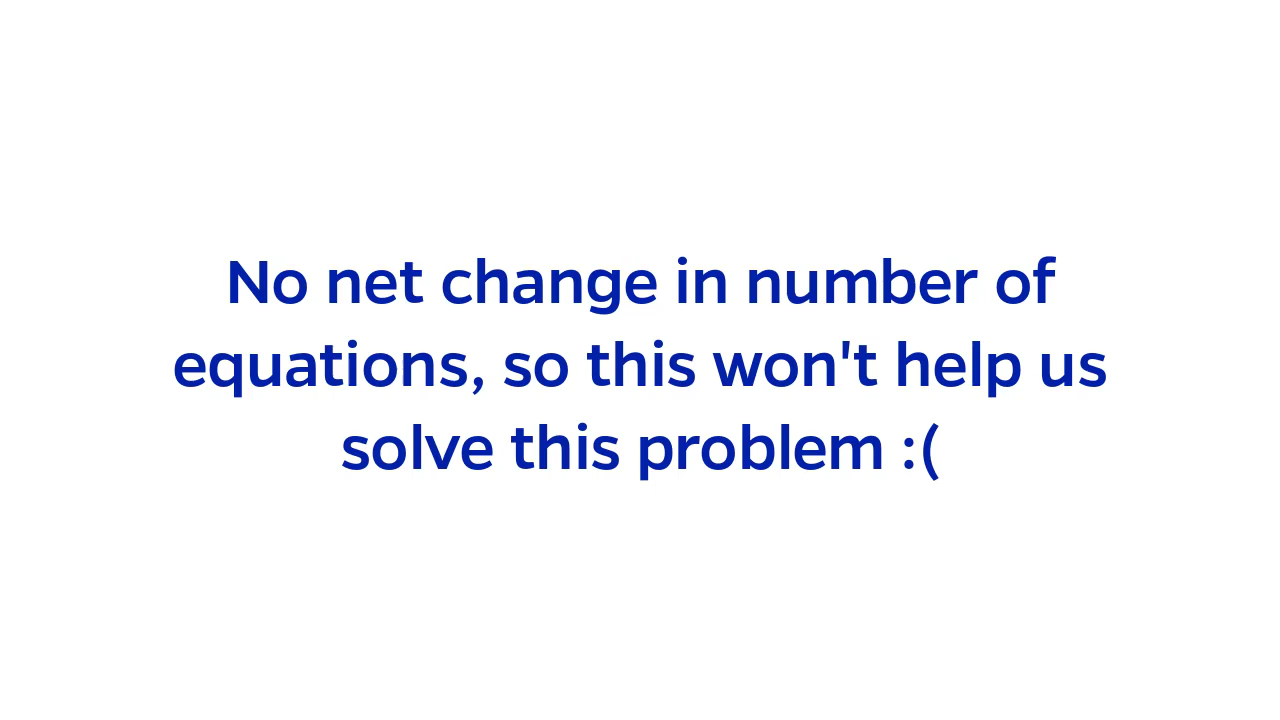 No net change in number of
equations, so this won't help us
solve this problem :(